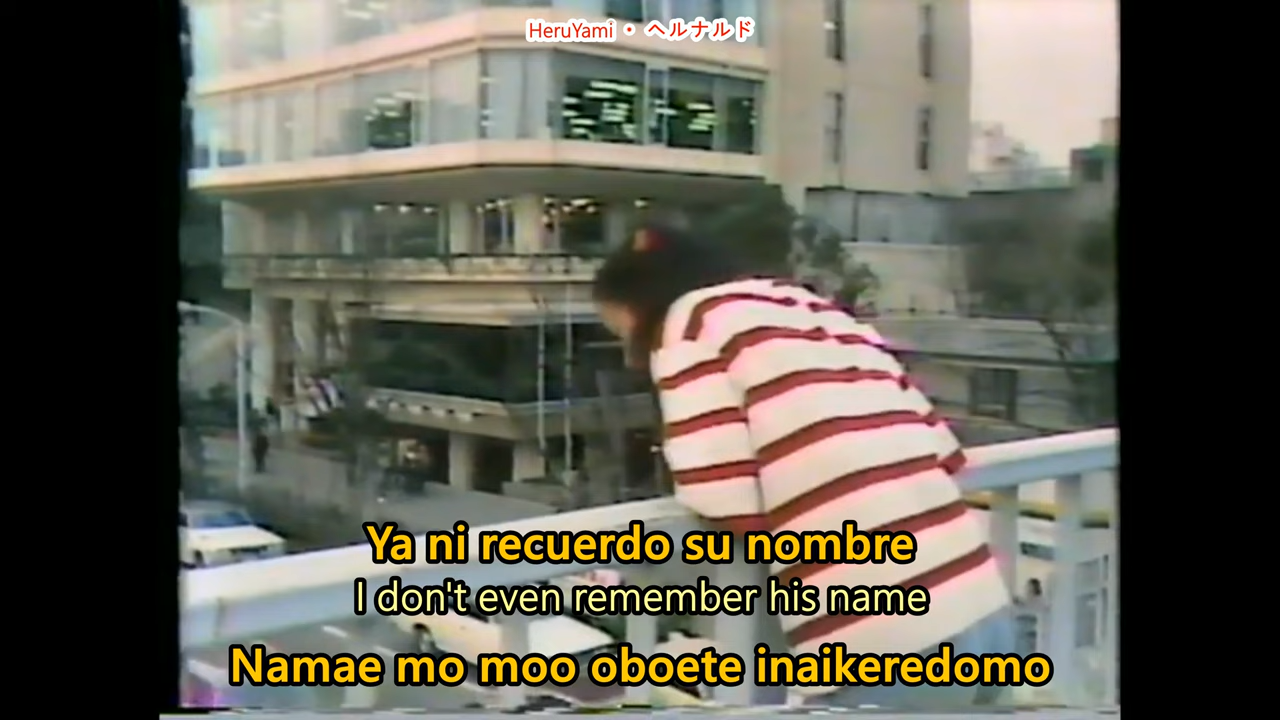 HeruYami • ヘルナルド
Ya ni recuerdo su nombre
I don't even remember his name
Namae mo moo oboete inaikeredomo